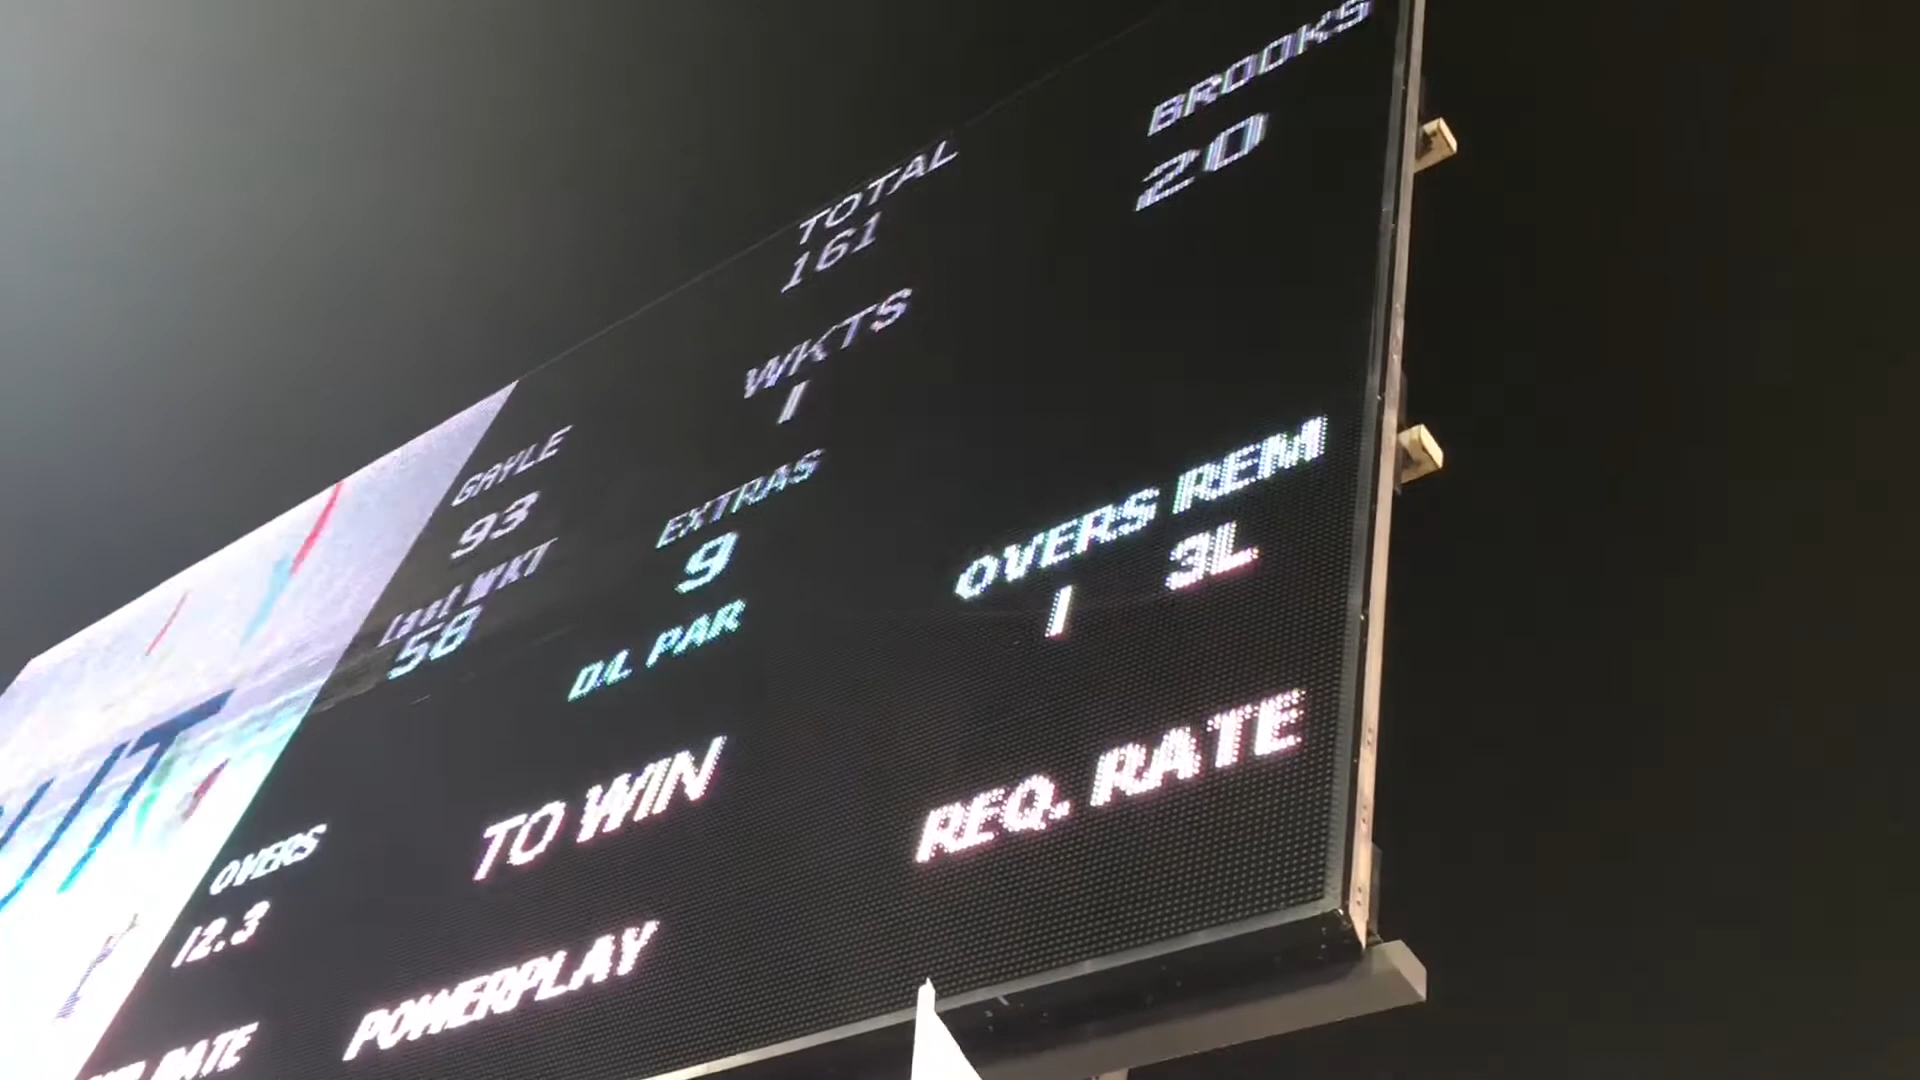 BROOKS
20
TOTAL
161
WKTS
1
GAYLE
93
EXTRAS
9
OVERS REM
1 3L
Last WKT
58
D/L PAR
TO WIN
REQ. RATE
OVERS
12.3
POWERPLAY
RATE